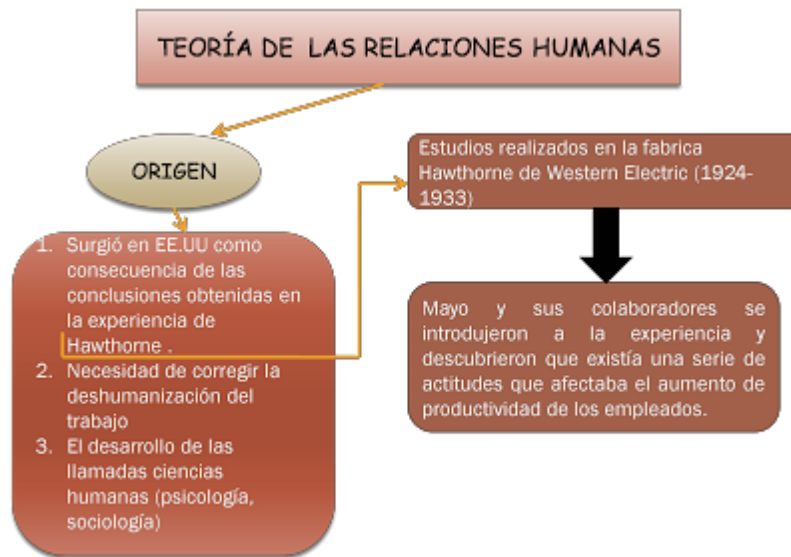 TEORÍA DE LAS RELACIONES HUMANAS
ORIGEN
1. Surgió en EE.UU como
consecuencia de las
conclusiones obtenidas en
la experiencia de
Hawthorne .
2. Necesidad de corregir la
deshumanización del
trabajo
3. El desarrollo de las
llamadas ciencias
humanas (psicología,
sociología)
Estudios realizados en la fabrica
Hawthorne de Western Electric (1924-
1933)
Mayo y sus colaboradores se
introdujeron a la experiencia y
descubrieron que existía una serie de
actitudes que afectaba el aumento de
productividad de los empleados.